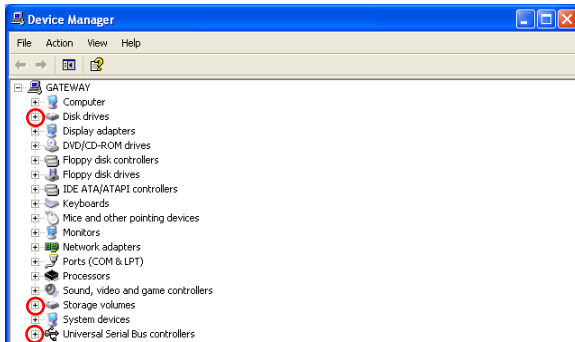 Device Manager
File Action View Help
GATEWAY
Computer
Disk drives
Display adapters
DVD/CD-ROM drives
Floppy disk controllers
Floppy disk drives
IDE ATA/ATAPI controllers
Keyboards
Mice and other pointing devices
Monitors
Network adapters
Ports (COM & LPT)
Processors
Sound, video and game controllers
Storage volumes
System devices
Universal Serial Bus controllers